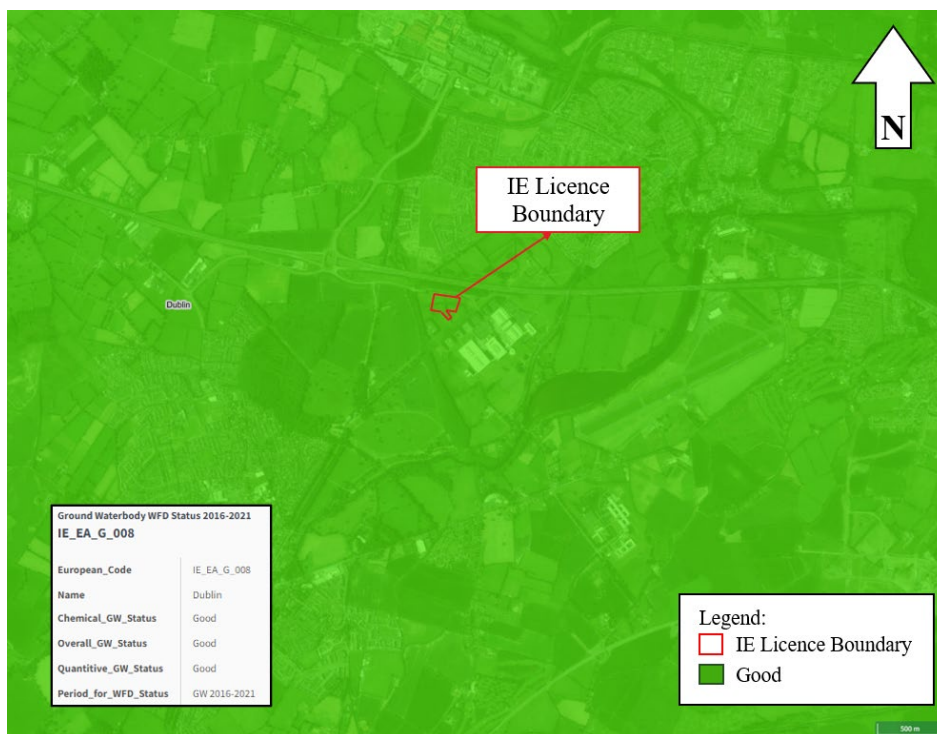 N
IE Licence
Boundary
Dublin
Ground Waterbody WFD Status 2016-2021
IE_EA_G_008
European_Code IE_EA_G_008
Name Dublin
Chemical_GW_Status Good
Overall_GW_Status Good
Quantitive_GW_Status Good
Period_for_WFD_Status GW 2016-2021
Legend:
IE Licence Boundary
Good
500 m